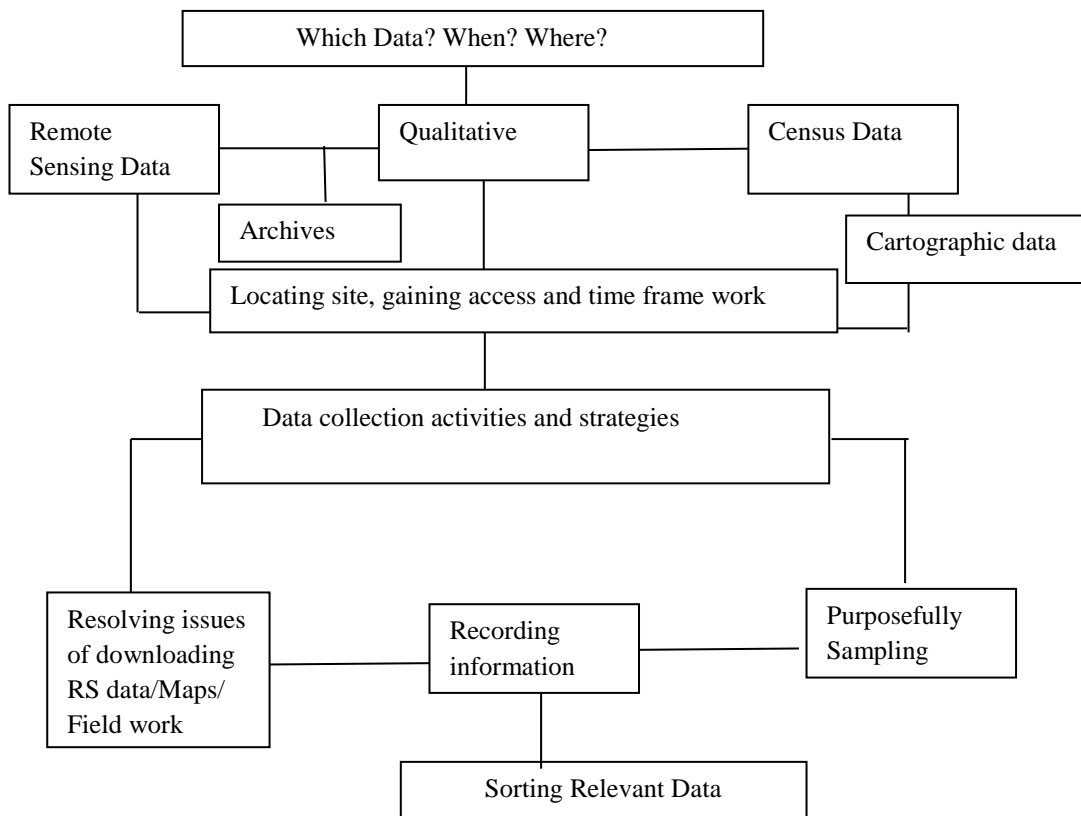 Which Data? When? Where?
Remote
Sensing Data
Qualitative
Census Data
Archives
Cartographic data
Locating site, gaining access and time frame work
Data collection activities and strategies
Resolving issues
of downloading
RS data/Maps/
Field work
Recording
information
Purposefully
Sampling
Sorting Relevant Data